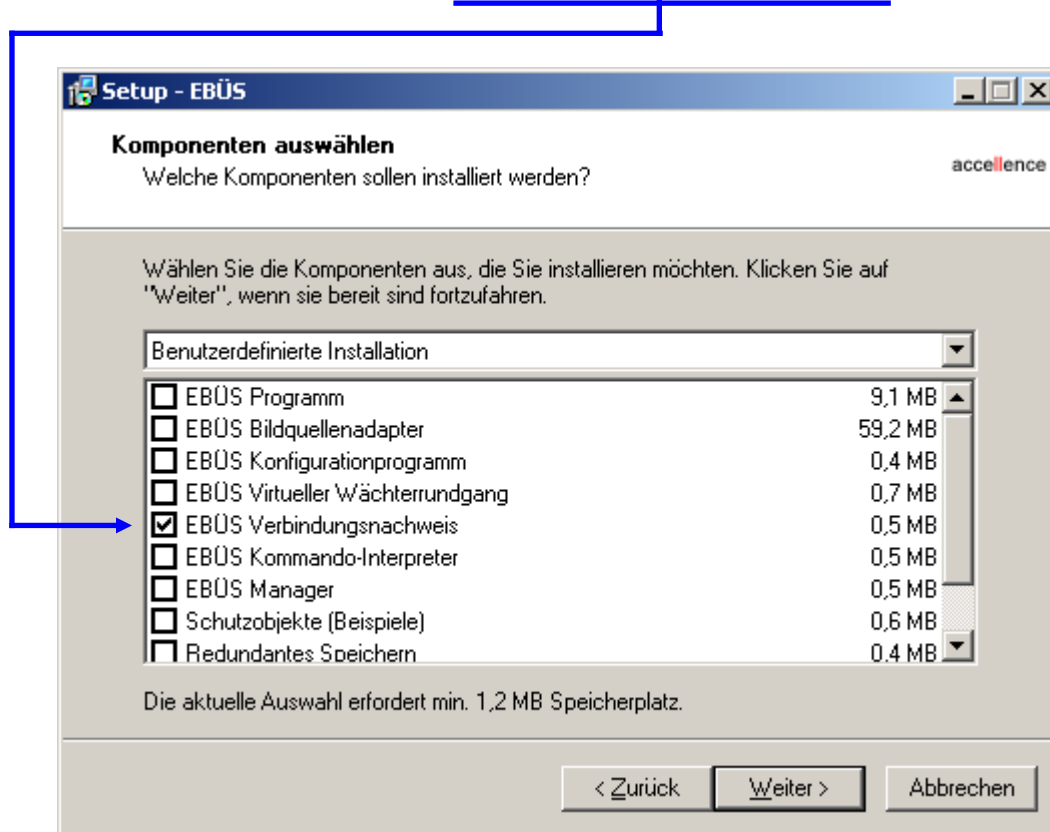 Setup - EBÜS
Komponenten auswählen
Welche Komponenten sollen installiert werden?
accellence
Wählen Sie die Komponenten aus, die Sie installieren möchten. Klicken Sie auf
"Weiter", wenn sie bereit sind fortzufahren.
Benutzerdefinierte Installation
EBÜS Programm 9,1 MB
EBÜS Bildquellenadapter 59,2 MB
EBÜS Konfigurationprogramm 0,4 MB
EBÜS Virtueller Wächterrundgang 0,7 MB
EBÜS Verbindungsnachweis 0,5 MB
EBÜS Kommando-Interpreter 0,5 MB
EBÜS Manager 0,5 MB
Schutzobjekte (Beispiele) 0,6 MB
Redundantes Speichern 0,4 MB
Die aktuelle Auswahl erfordert min. 1,2 MB Speicherplatz.
< Zurück Weiter > Abbrechen